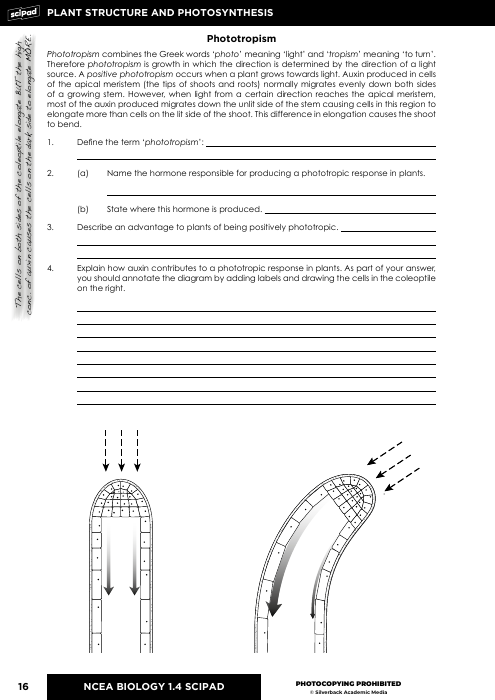 scipad PLANT STRUCTURE AND PHOTOSYNTHESIS
The cells on both sides of the coleoptile elongate BUT the high
conc. of auxin causes the cells on the dark side to elongate MORE.
Phototropism
Phototropism combines the Greek words 'photo' meaning 'light' and 'tropism' meaning 'to turn'.
Therefore phototropism is growth in which the direction is determined by the direction of a light
source. A positive phototropism occurs when a plant grows towards light. Auxin produced in cells
of the apical meristem (the tips of shoots and roots) normally migrates evenly down both sides
of a growing stem. However, when light from a certain direction reaches the apical meristem,
most of the auxin produced migrates down the unlit side of the stem causing cells in this region to
elongate more than cells on the lit side of the shoot. This difference in elongation causes the shoot
to bend.
1. Define the term 'phototropism':
2. (a) Name the hormone responsible for producing a phototropic response in plants.
(b) State where this hormone is produced.
3. Describe an advantage to plants of being positively phototropic.
4. Explain how auxin contributes to a phototropic response in plants. As part of your answer,
you should annotate the diagram by adding labels and drawing the cells in the coleoptile
on the right.
16 NCEA BIOLOGY 1.4 SCIPAD PHOTOCOPYING PROHIBITED
© Silverback Academic Media